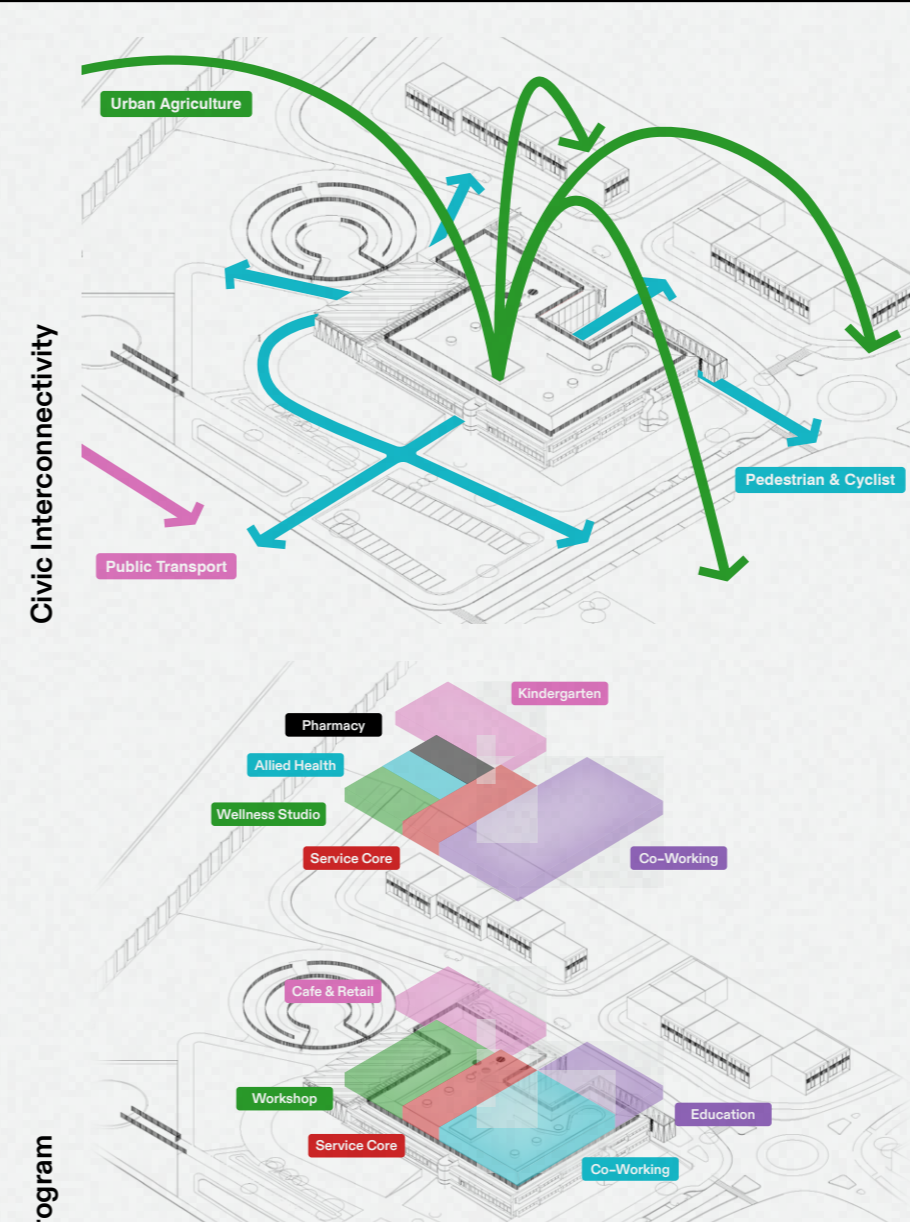 Civic Interconnectivity
Urban Agriculture
Pedestrian & Cyclist
Public Transport
Kindergarten
Pharmacy
Allied Health
Wellness Studio
Service Core
Co-Working
Cafe & Retail
Workshop
Education
Service Core
Co-Working